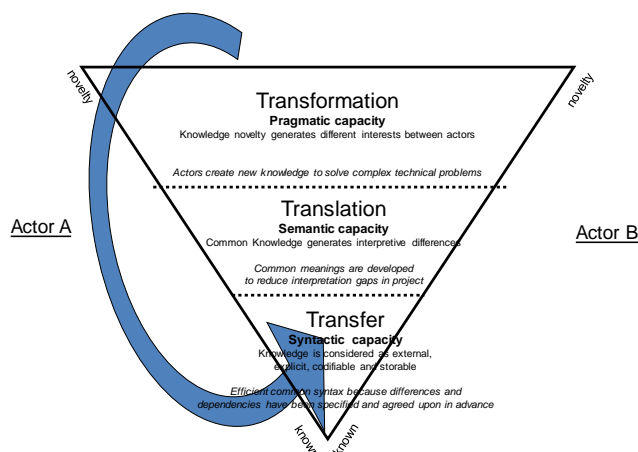 novelty
novelty
Transformation
Pragmatic capacity
Knowledge novelty generates different interests between actors
Actors create new knowledge to solve complex technical problems
Translation
Semantic capacity
Common Knowledge generates interpretive differences
Common meanings are developed
to reduce interpretation gaps in project
Actor A
Actor B
Transfer
Syntactic capacity
Knowledge is considered as external,
explicit, codifiable and storable
Efficient common syntax because differences and
dependencies have been specified and agreed upon in advance
known
known